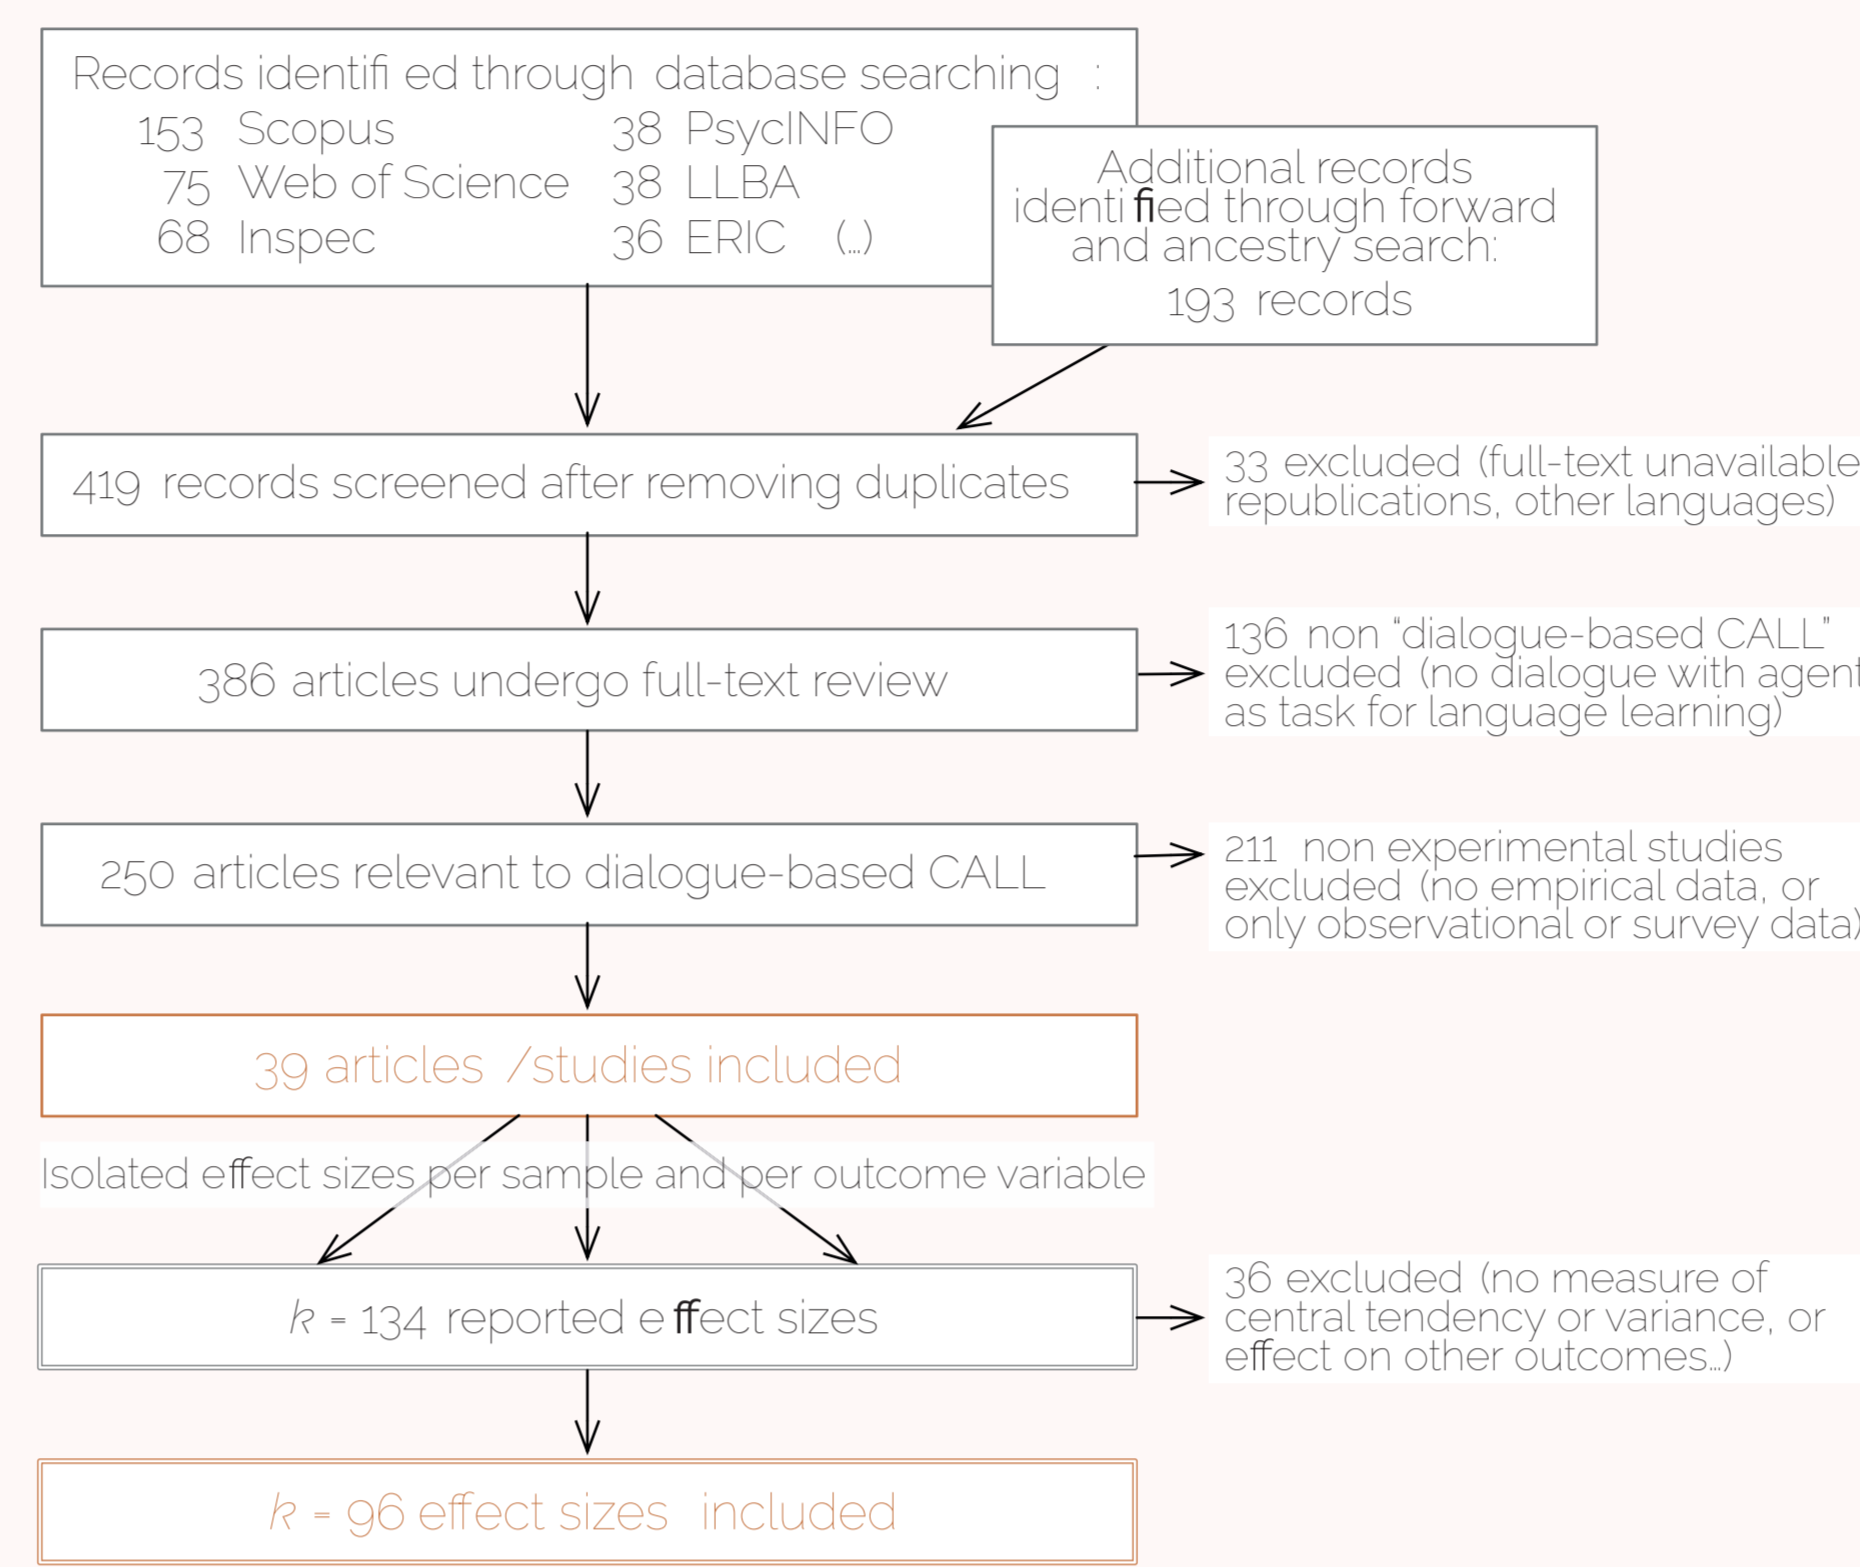 Records identified through database searching :
153 Scopus 38 PsycINFO
75 Web of Science 38 LLBA
68 Inspec 36 ERIC (…)
Additional records
identified through forward
and ancestry search:
193 records
419 records screened after removing duplicates
33 excluded (full-text unavailable
republications, other languages)
386 articles undergo full-text review
136 non “dialogue-based CALL”
excluded (no dialogue with agent
as task for language learning)
250 articles relevant to dialogue-based CALL
211 non experimental studies
excluded (no empirical data, or
only observational or survey data)
39 articles /studies included
Isolated effect sizes per sample and per outcome variable
k = 134 reported effect sizes
36 excluded (no measure of
central tendency or variance, or
effect on other outcomes…)
k = 96 effect sizes included